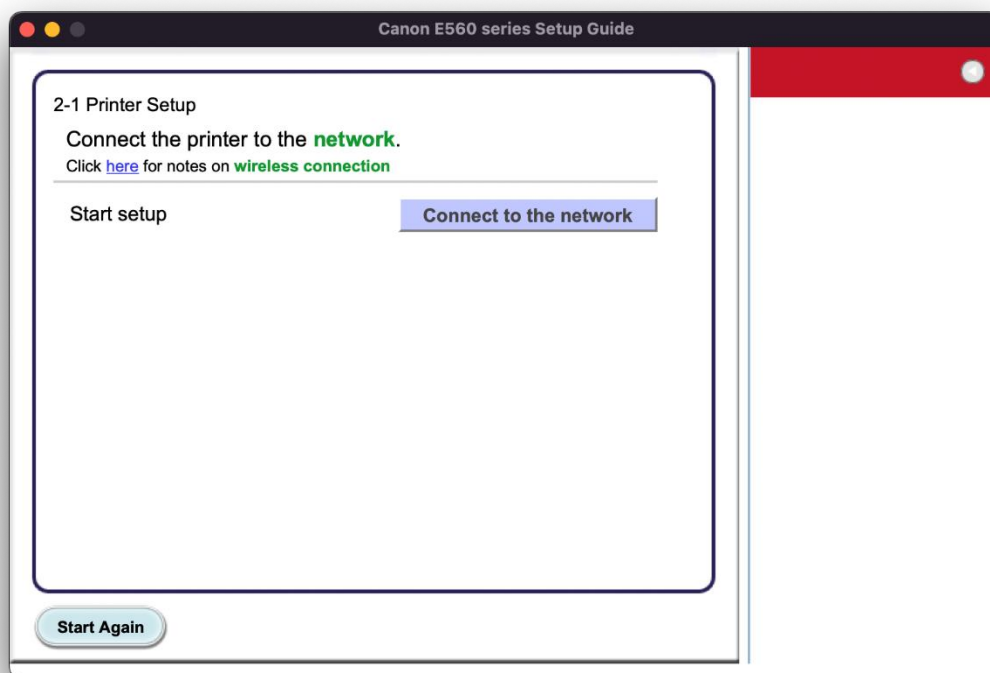 Canon E560 series Setup Guide
2-1 Printer Setup
Connect the printer to the network.
Click here for notes on wireless connection
Start setup
Connect to the network
Start Again